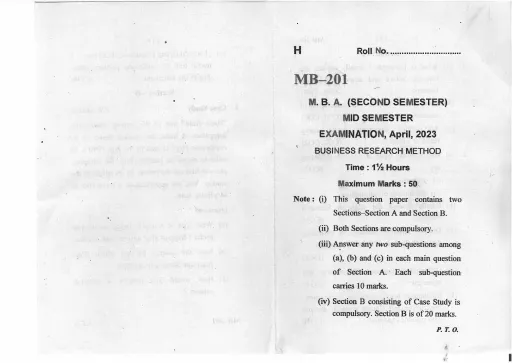 H Roll No. ..............................
MB–201
M. B. A. (SECOND SEMESTER)
MID SEMESTER
EXAMINATION, April, 2023
BUSINESS RESEARCH METHOD
Time : 1½ Hours
Maximum Marks : 50
Note : (i) This question paper contains two
Sections–Section A and Section B.
(ii) Both Sections are compulsory.
(iii) Answer any two sub-questions among
(a), (b) and (c) in each main question
of Section A. Each sub-question
carries 10 marks.
(iv) Section B consisting of Case Study is
compulsory. Section B is of 20 marks.
P. T. O.